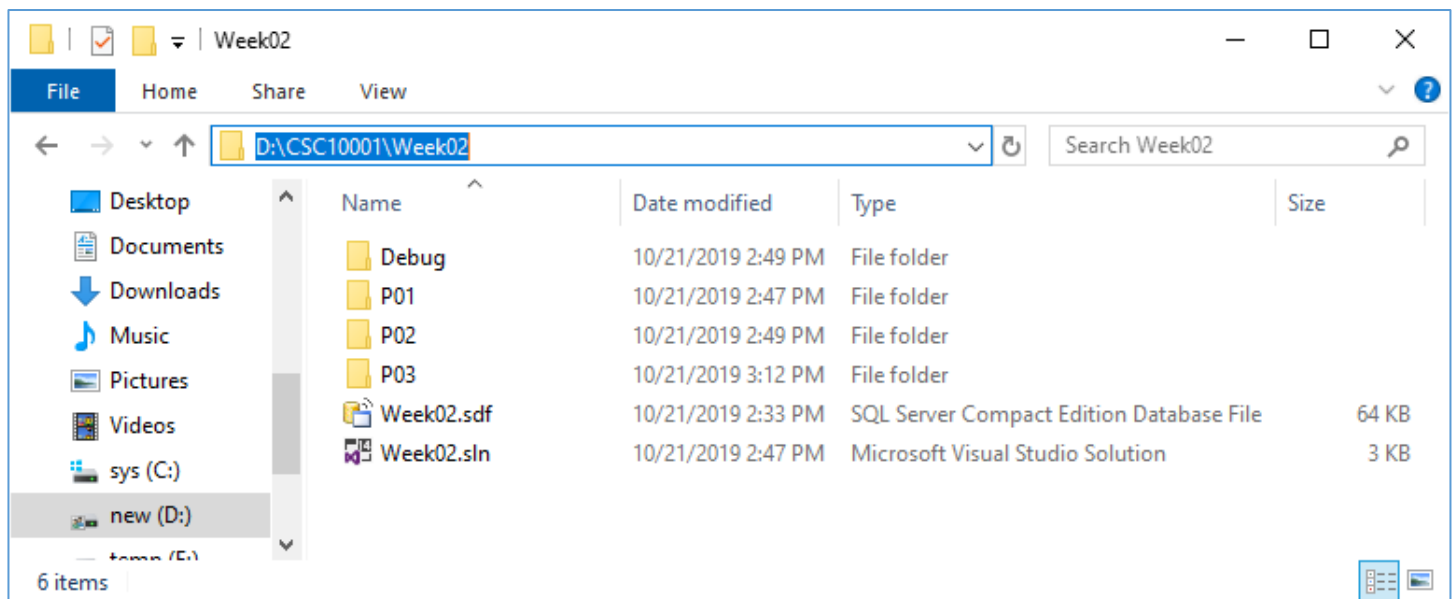 Week02
File Home Share View
D:\CSC10001\Week02 Search Week02
Desktop Name Date modified Type Size
Documents Debug 10/21/2019 2:49 PM File folder
Downloads P01 10/21/2019 2:47 PM File folder
Music P02 10/21/2019 2:49 PM File folder
Pictures P03 10/21/2019 3:12 PM File folder
Videos Week02.sdf 10/21/2019 2:33 PM SQL Server Compact Edition Database File 64 KB
sys (C:) Week02.sln 10/21/2019 2:47 PM Microsoft Visual Studio Solution 3 KB
new (D:)
6 items